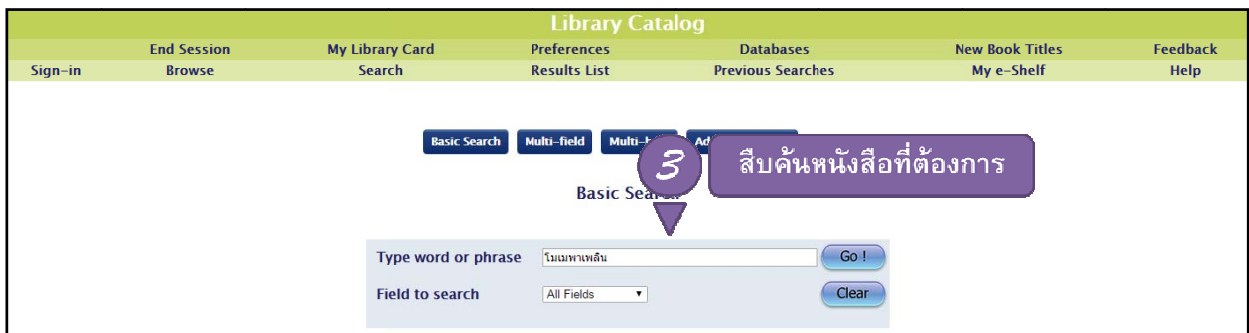 Library Catalog
End Session My Library Card Preferences Databases New Book Titles Feedback
Sign-in Browse Search Results List Previous Searches My e-Shelf Help
Basic Search Multi-field
3 สืบค้นหนังสือที่ต้องการ
Basic Search
Type word or phrase โมเมพาเพลิน Go !
Field to search All Fields Clear